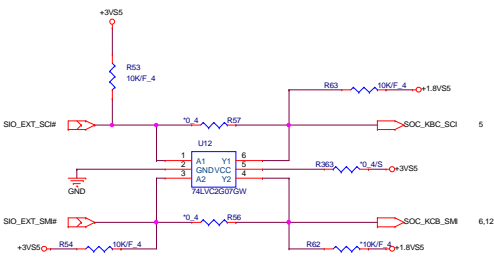 +3VS5
R53
10K/F_4
R63
10K/F_4
+1.8VS5
SIO_EXT_SCI#
*0_4
R57
SOC_KBC_SCI
5
U12
1
A1
Y1
6
2
GND
VCC
5
R363
*0_4/S
+3VS5
3
A2
Y2
4
GND
74LVC2G07GW
SIO_EXT_SMI#
*0_4
R56
SOC_KCB_SMI
6,12
+3VS5
R54
10K/F_4
R62
*10K/F_4
+1.8VS5